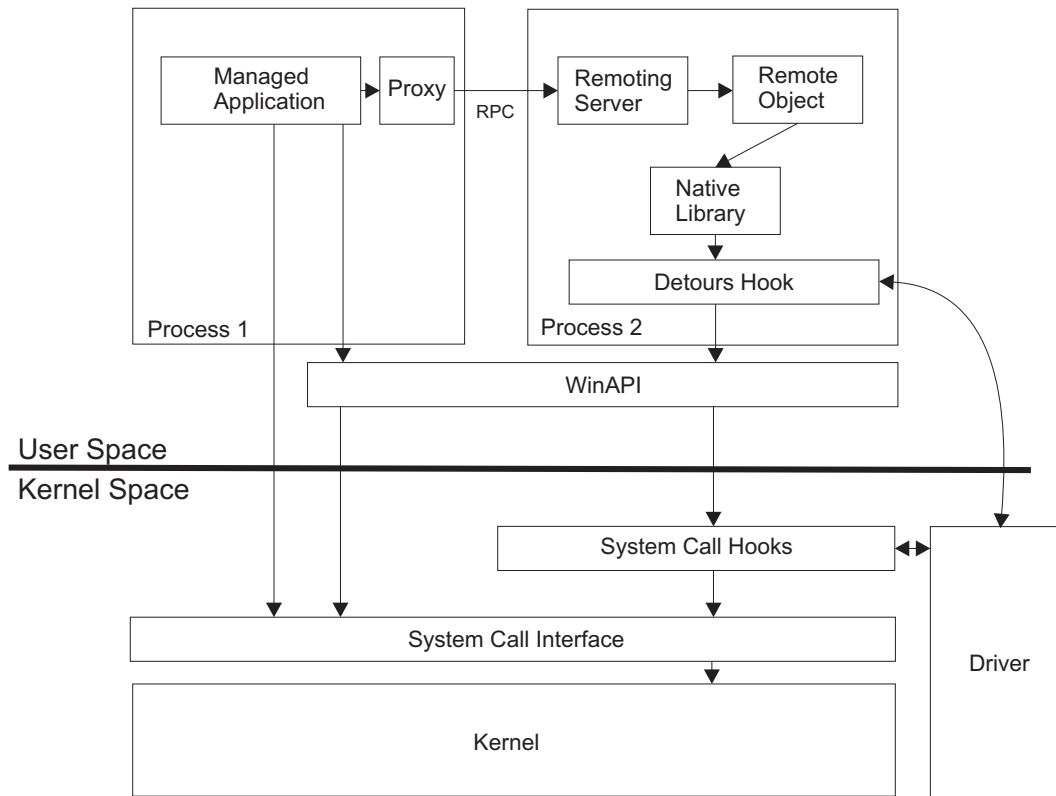 Managed
Application
Proxy
RPC
Remoting
Server
Remote
Object
Native
Library
Detours Hook
Process 1
Process 2
WinAPI
User Space
Kernel Space
System Call Hooks
System Call Interface
Driver
Kernel